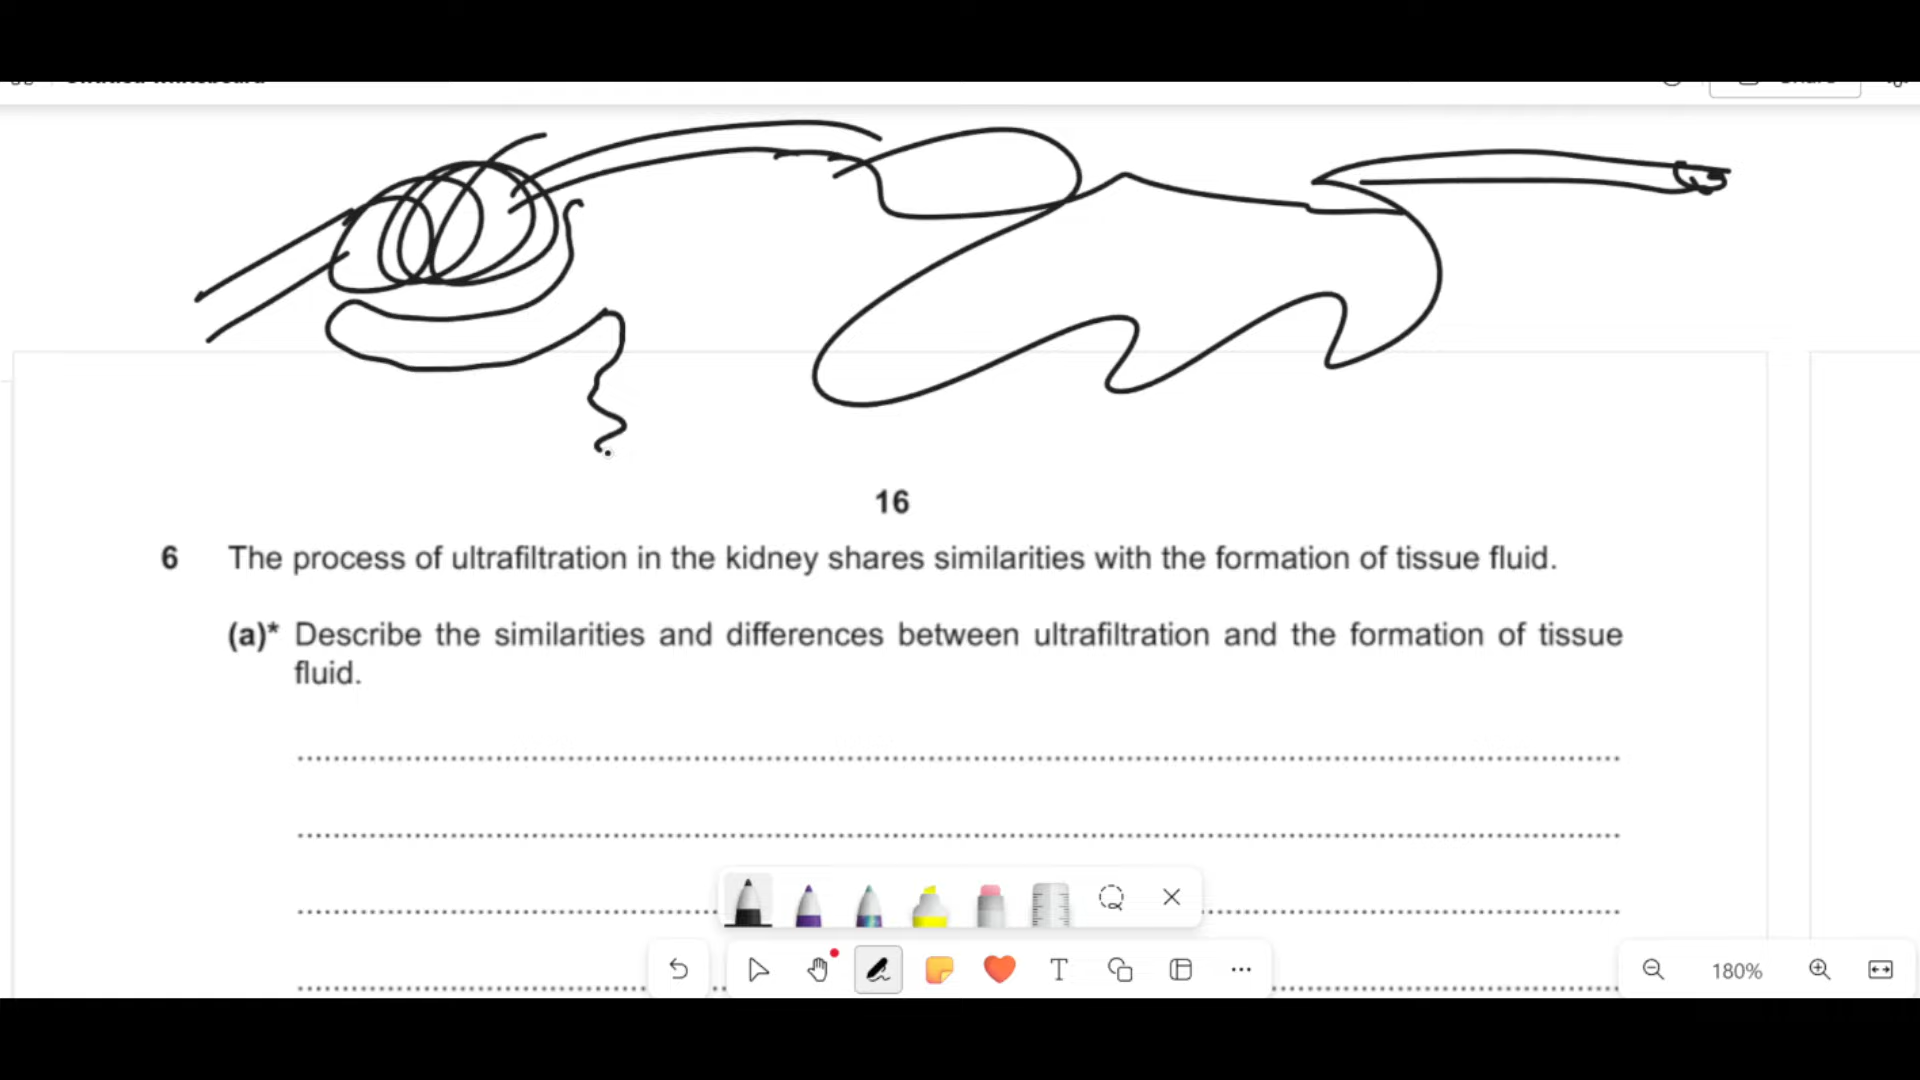 16
6 The process of ultrafiltration in the kidney shares similarities with the formation of tissue fluid.
(a)* Describe the similarities and differences between ultrafiltration and the formation of tissue
fluid.
T
180%